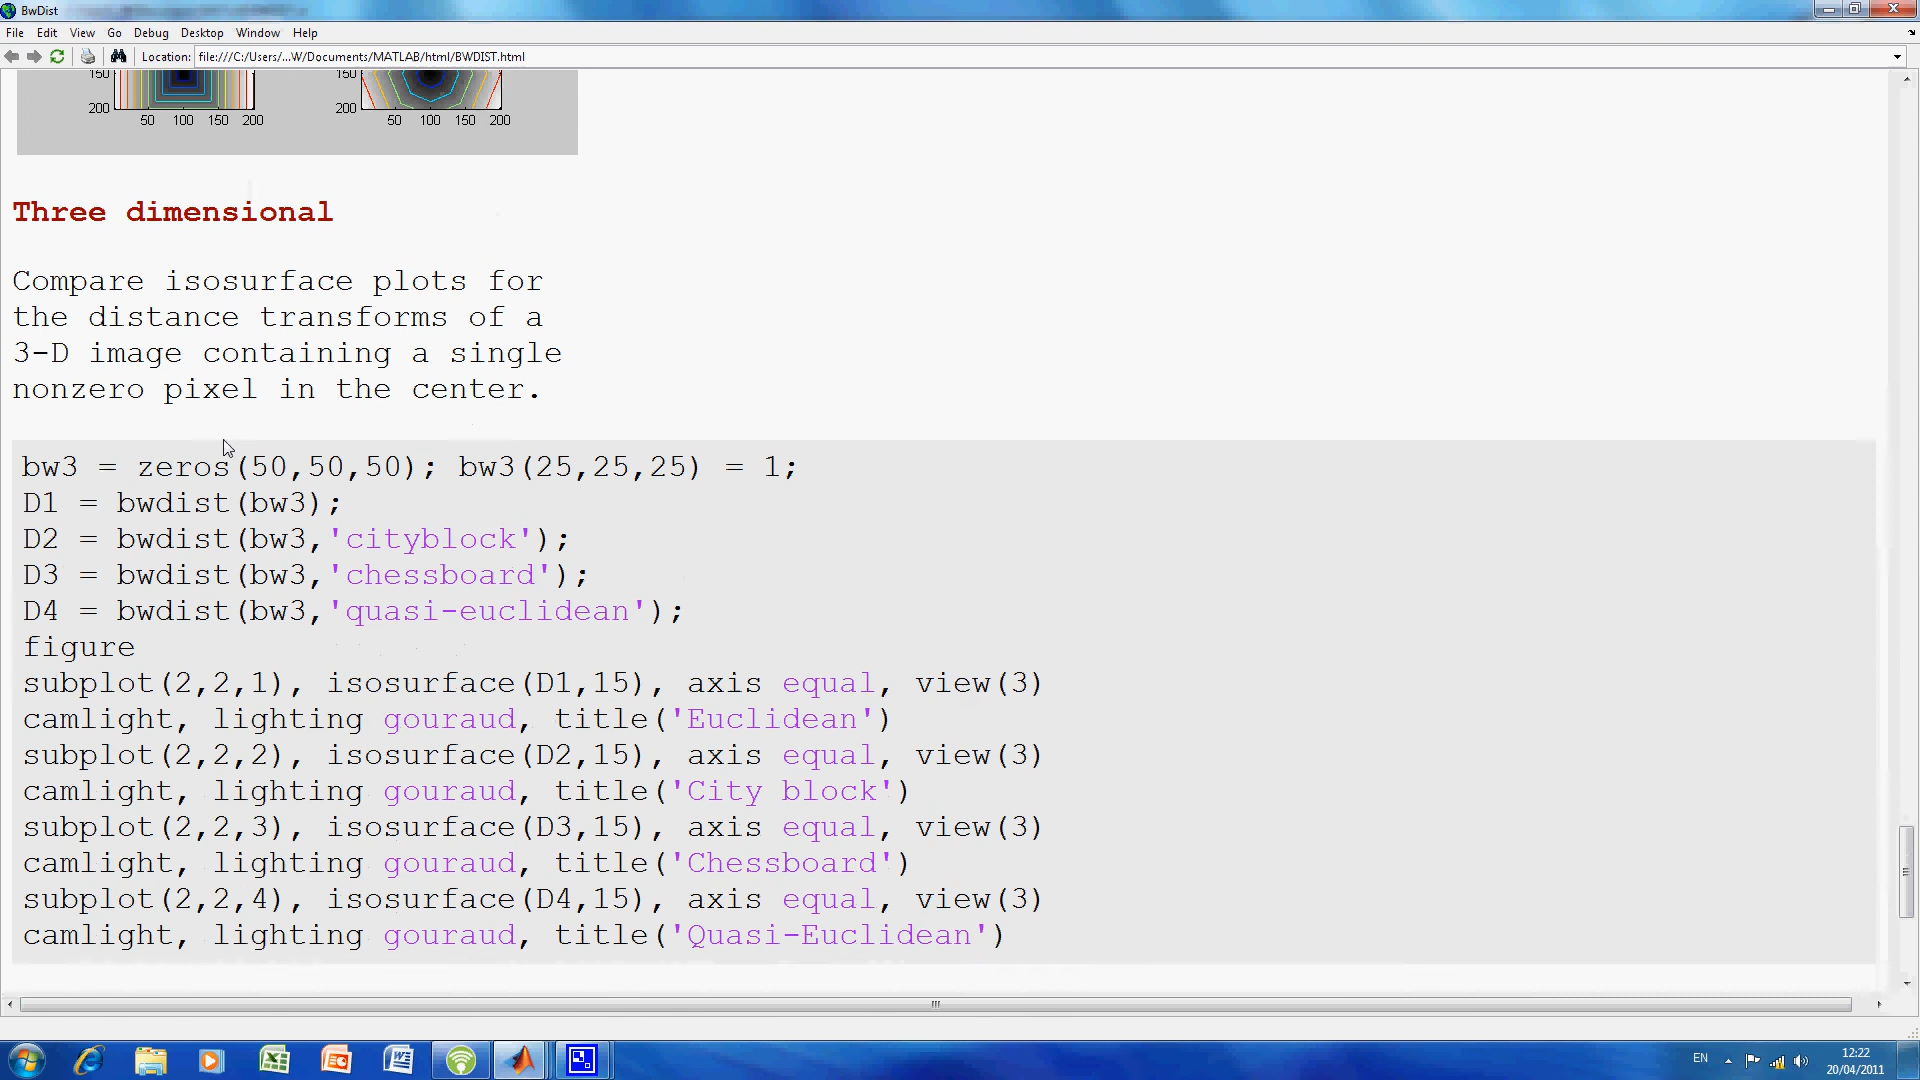 BwDist
File Edit View Go Debug Desktop Window Help
Location: file:///C:/Users/...W/Documents/MATLAB/html/BWDIST.html
150 150
200 200
50 100 150 200 50 100 150 200
Three dimensional
Compare isosurface plots for
the distance transforms of a
3-D image containing a single
nonzero pixel in the center.
bw3 = zeros(50,50,50); bw3(25,25,25) = 1;
D1 = bwdist(bw3);
D2 = bwdist(bw3,'cityblock');
D3 = bwdist(bw3,'chessboard');
D4 = bwdist(bw3,'quasi-euclidean');
figure
subplot(2,2,1), isosurface(D1,15), axis equal, view(3)
camlight, lighting gouraud, title('Euclidean')
subplot(2,2,2), isosurface(D2,15), axis equal, view(3)
camlight, lighting gouraud, title('City block')
subplot(2,2,3), isosurface(D3,15), axis equal, view(3)
camlight, lighting gouraud, title('Chessboard')
subplot(2,2,4), isosurface(D4,15), axis equal, view(3)
camlight, lighting gouraud, title('Quasi-Euclidean')
EN
12:22
20/04/2011